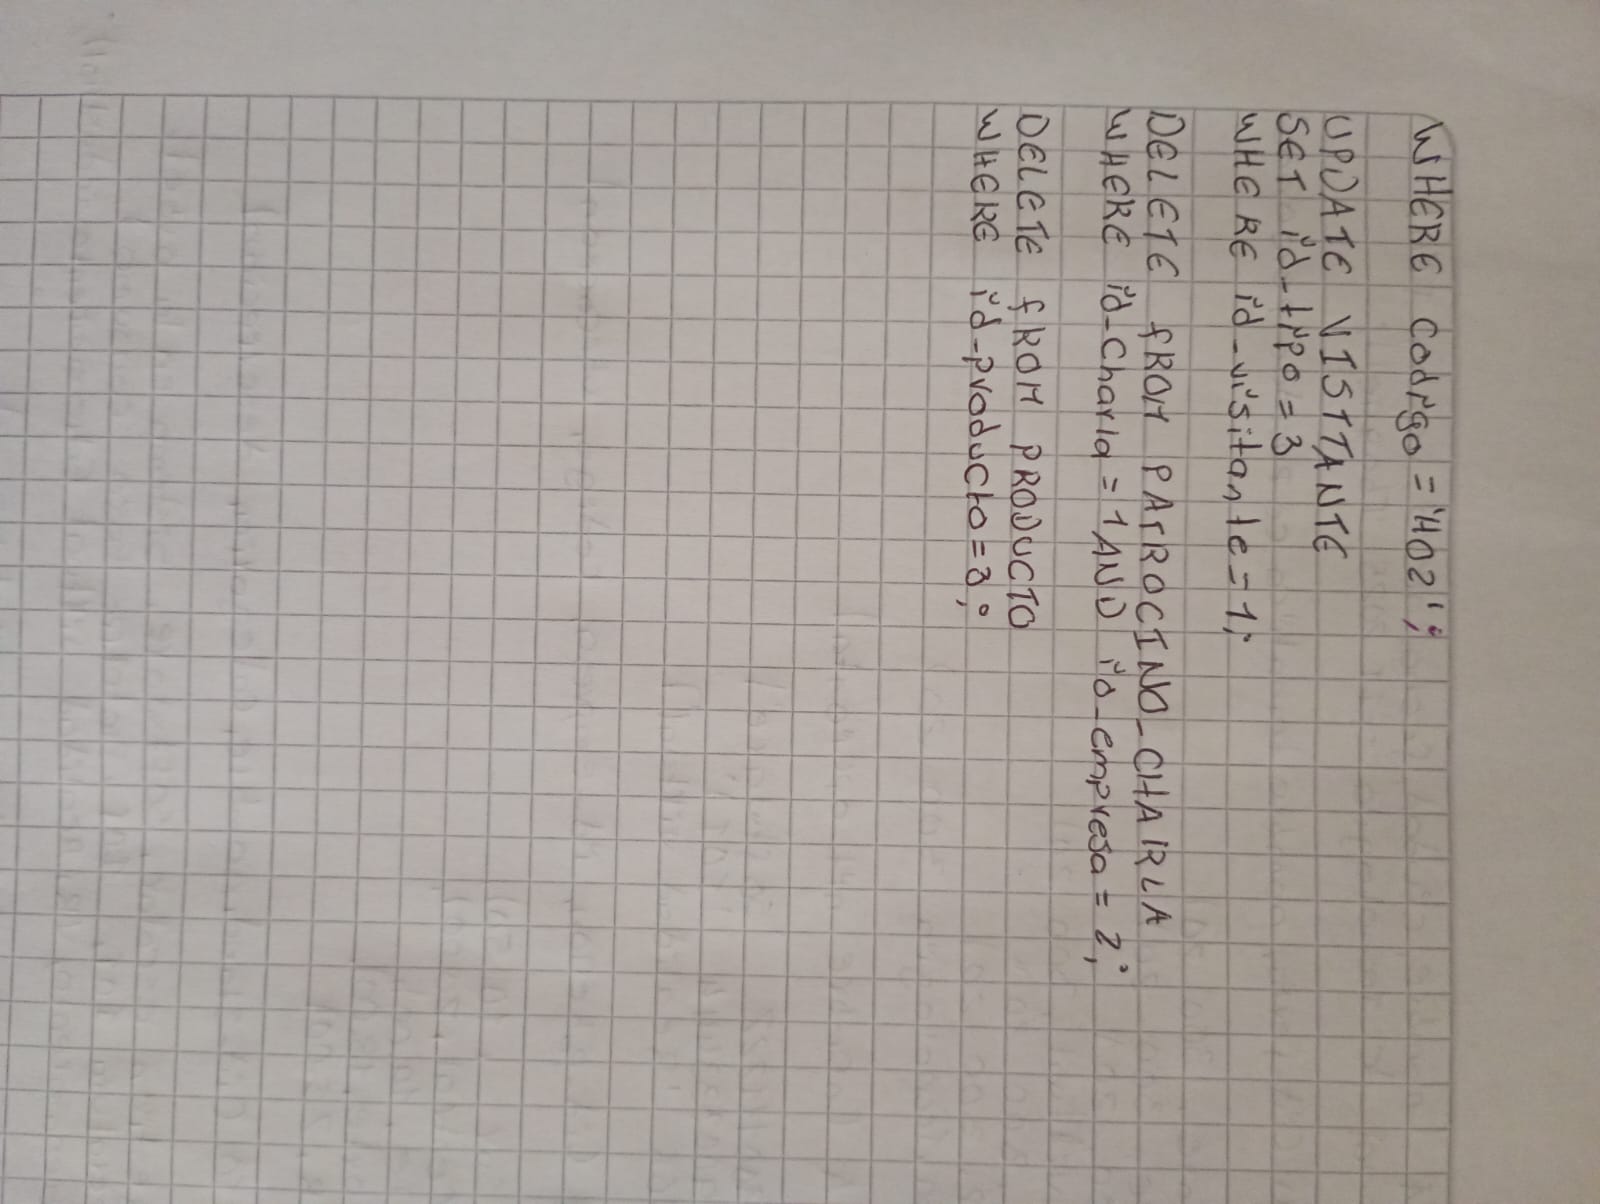 WHERE codigo = '402';
UPDATE VISITANTE
SET id_tipo = 3
WHERE id_visitante = 1;
DELETE fROM PATROCINO_CHARLA
WHERE id_Charla = 1 AND id_empresa = 2;
DELETE fROM PRODUCTO
WHERE id_producto = 3;